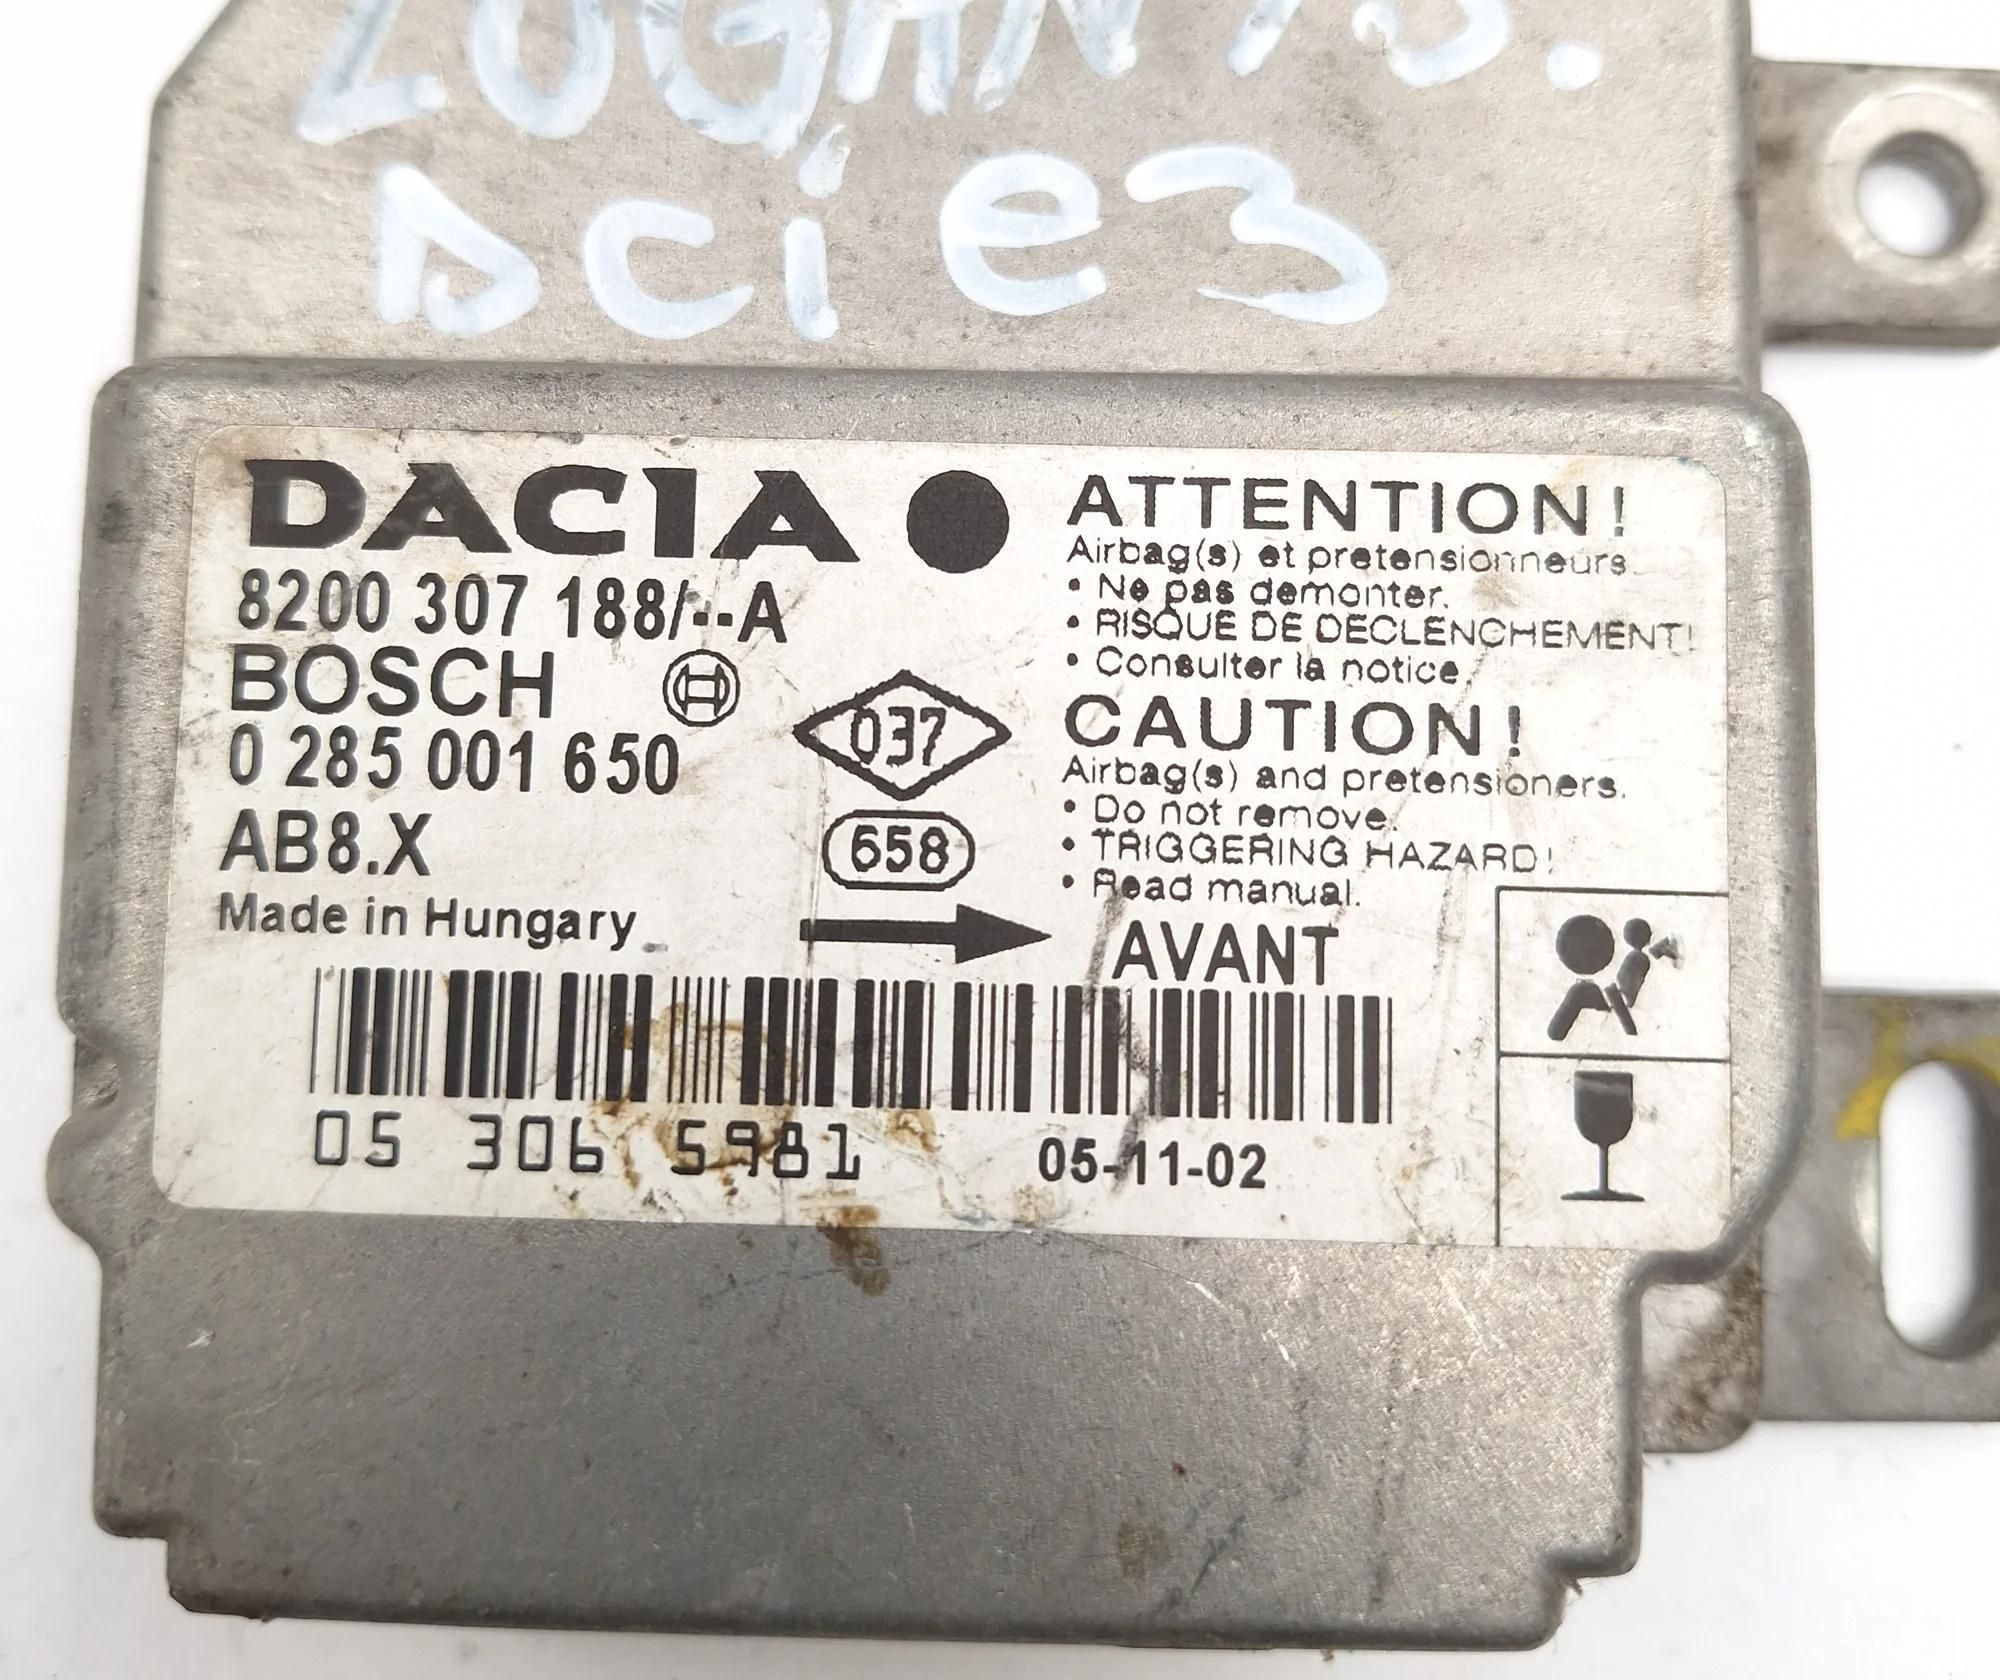 LOGAN 1.5.
DCi e3
DACIA
8200 307 188/--A
BOSCH
0 285 001 650
AB8.X
Made in Hungary
037
658
ATTENTION!
Airbag(s) et pretensionneurs.
• Ne pas demonter.
• RISQUE DE DECLENCHEMENT!
• Consulter la notice.
CAUTION!
Airbag(s) and pretensioners.
• Do not remove.
• TRIGGERING HAZARD!
• Read manual.
AVANT
05 306 5981
05-11-02